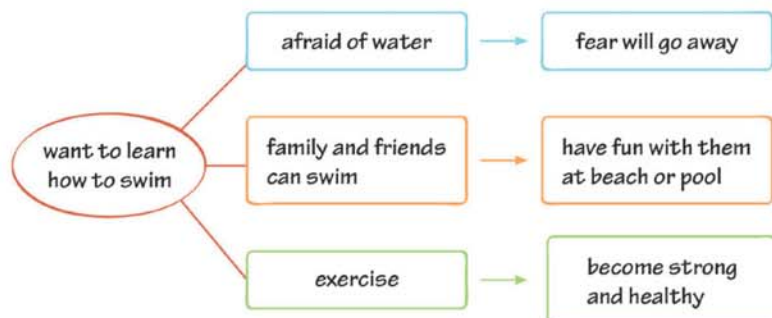 afraid of water
fear will go away
want to learn
how to swim
family and friends
can swim
have fun with them
at beach or pool
exercise
become strong
and healthy